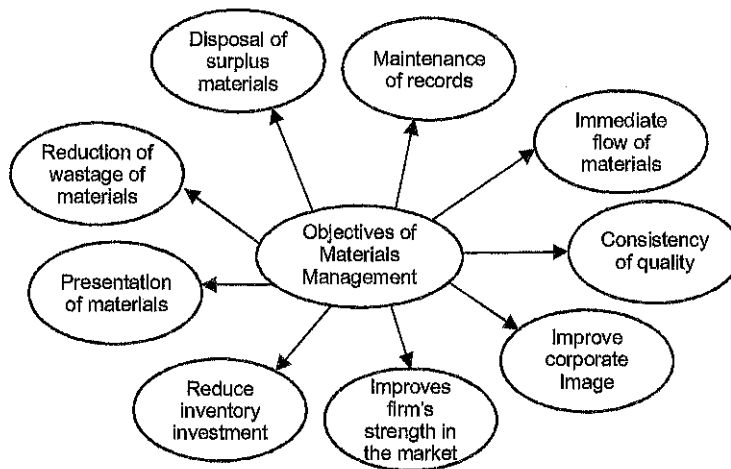 Disposal of
surplus
materials
Maintenance
of records
Immediate
flow of
materials
Reduction of
wastage of
materials
Objectives of
Materials
Management
Consistency
of quality
Presentation
of materials
Improve
corporate
Image
Reduce
inventory
investment
Improves
firm's
strength in
the market